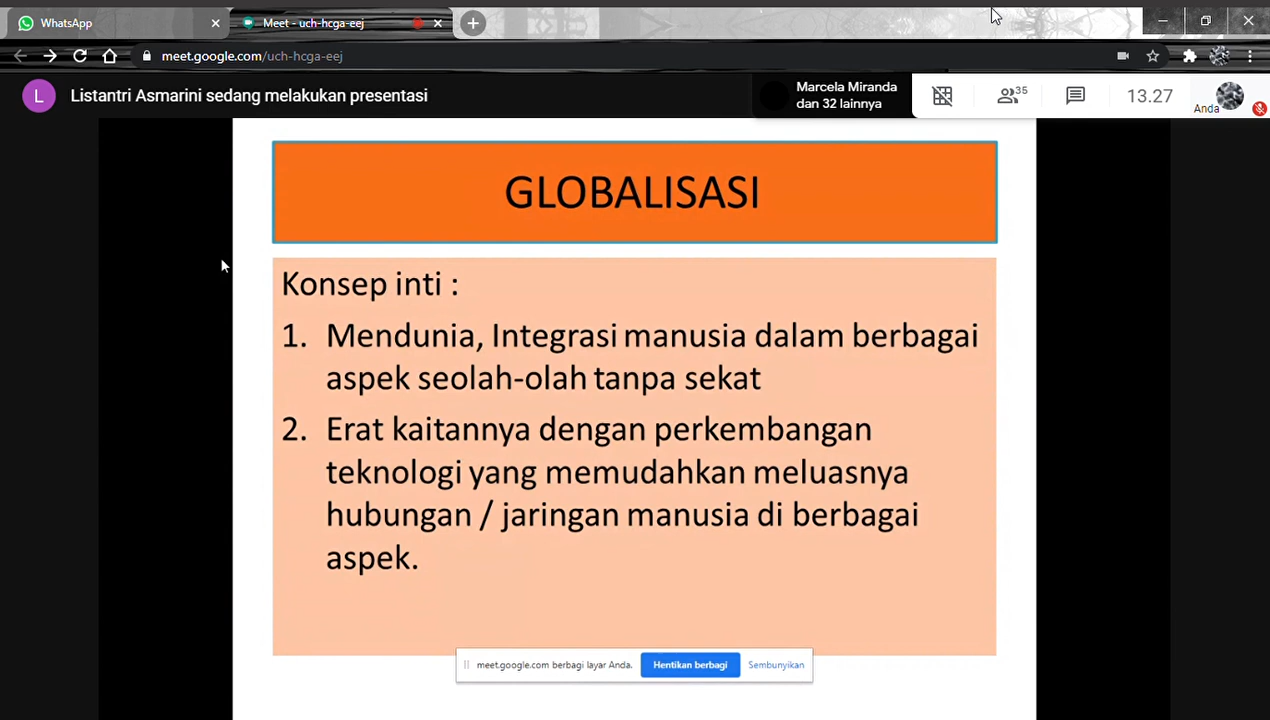 WhatsApp
Meet - uch-hcga-eej
meet.google.com/uch-hcga-eej
L
Listantri Asmarini sedang melakukan presentasi
Marcela Miranda
dan 32 lainnya
35
13.27
Anda
GLOBALISASI
Konsep inti :
1. Mendunia, Integrasi manusia dalam berbagai
aspek seolah-olah tanpa sekat
2. Erat kaitannya dengan perkembangan
teknologi yang memudahkan meluasnya
hubungan / jaringan manusia di berbagai
aspek.
meet.google.com berbagi layar Anda.
Hentikan berbagi
Sembunyikan